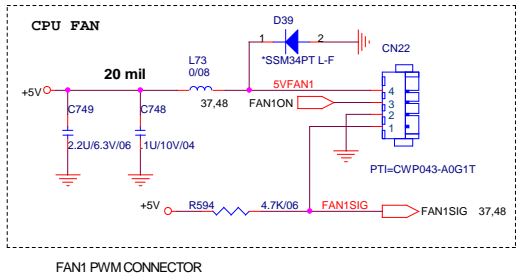 CPU FAN
D39
1
2
*SSM34PT L-F
CN22
20 mil
L73
0/08
+5V
5VFAN1
4
37,48
FAN1ON
3
2
1
C749
C748
2.2U/6.3V/06
.1U/10V/04
PTI=CWP043-A0G1T
+5V
R594
4.7K/06
FAN1SIG
FAN1SIG
37,48
FAN1 PWM CONNECTOR